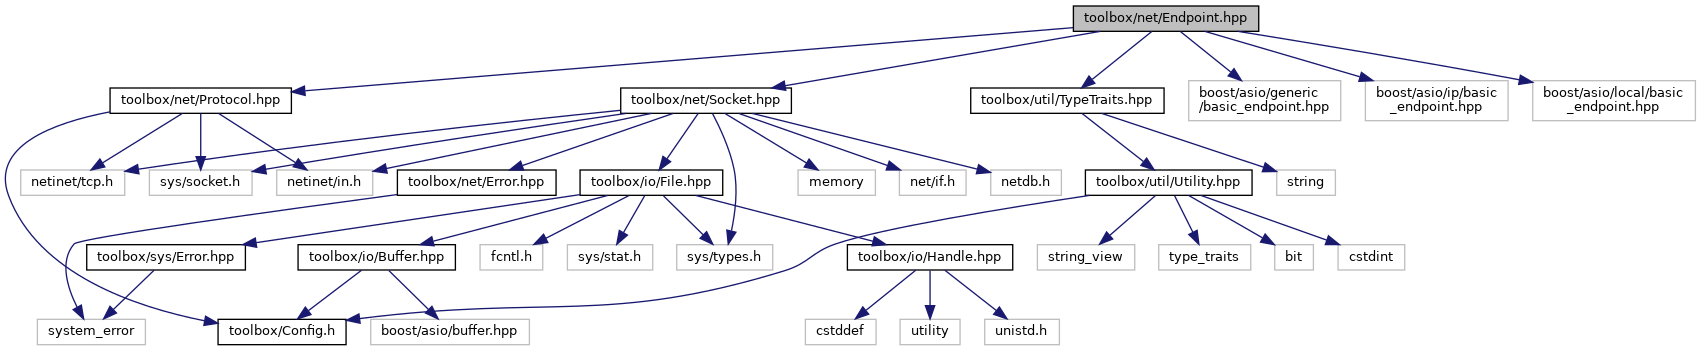 toolbox/net/Endpoint.hpp
toolbox/net/Protocol.hpp
toolbox/net/Socket.hpp
toolbox/util/TypeTraits.hpp
boost/asio/generic
/basic_endpoint.hpp
boost/asio/ip/basic
_endpoint.hpp
boost/asio/local/basic
_endpoint.hpp
netinet/tcp.h
sys/socket.h
netinet/in.h
toolbox/net/Error.hpp
toolbox/io/File.hpp
memory
net/if.h
netdb.h
toolbox/util/Utility.hpp
string
toolbox/sys/Error.hpp
toolbox/io/Buffer.hpp
fcntl.h
sys/stat.h
sys/types.h
toolbox/io/Handle.hpp
string_view
type_traits
bit
cstdint
system_error
toolbox/Config.h
boost/asio/buffer.hpp
cstddef
utility
unistd.h